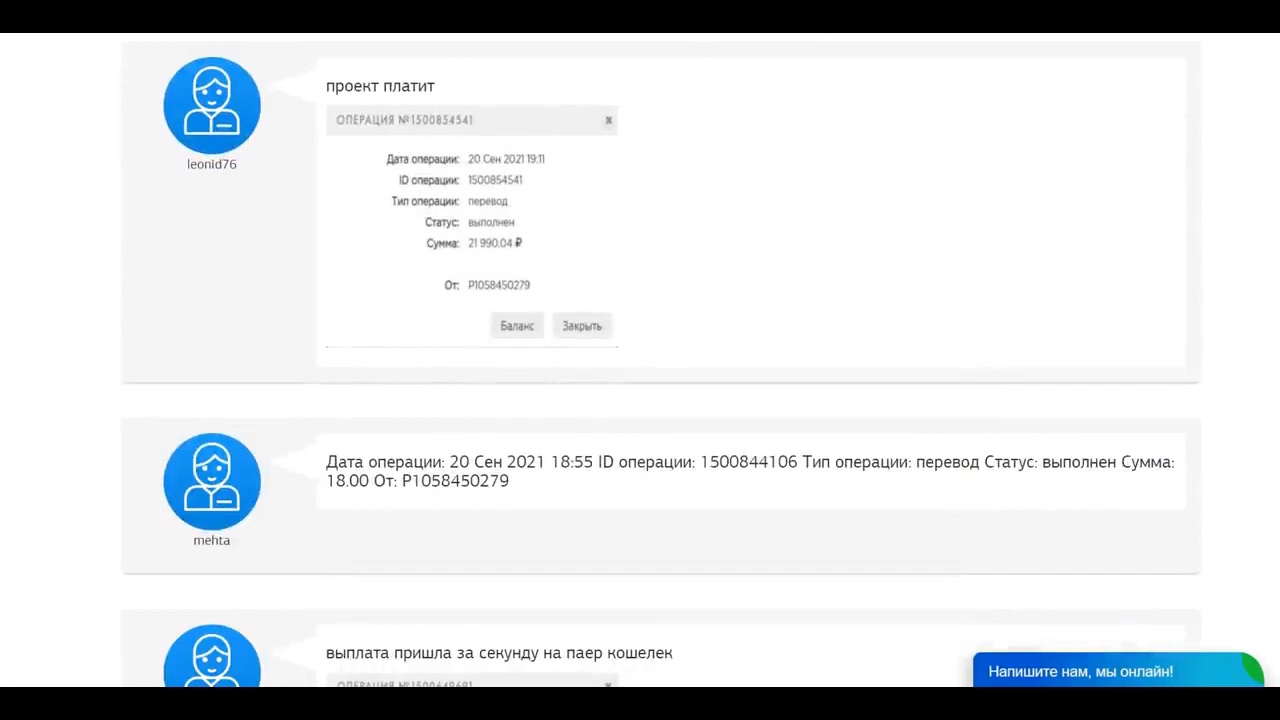 проект платит
ОПЕРАЦИЯ №1500854541 x
Дата операции: 20 Сен 2021 19:11
ID операции: 1500854541
Тип операции: перевод
Статус: выполнен
Сумма: 21 990.04 ₽
От: P1058450279
Баланс Закрыть
leonid76
Дата операции: 20 Сен 2021 18:55 ID операции: 1500844106 Тип операции: перевод Статус: выполнен Сумма:
18.00 От: P1058450279
mehta
выплата пришла за секунду на паер кошелек
Напишите нам, мы онлайн!